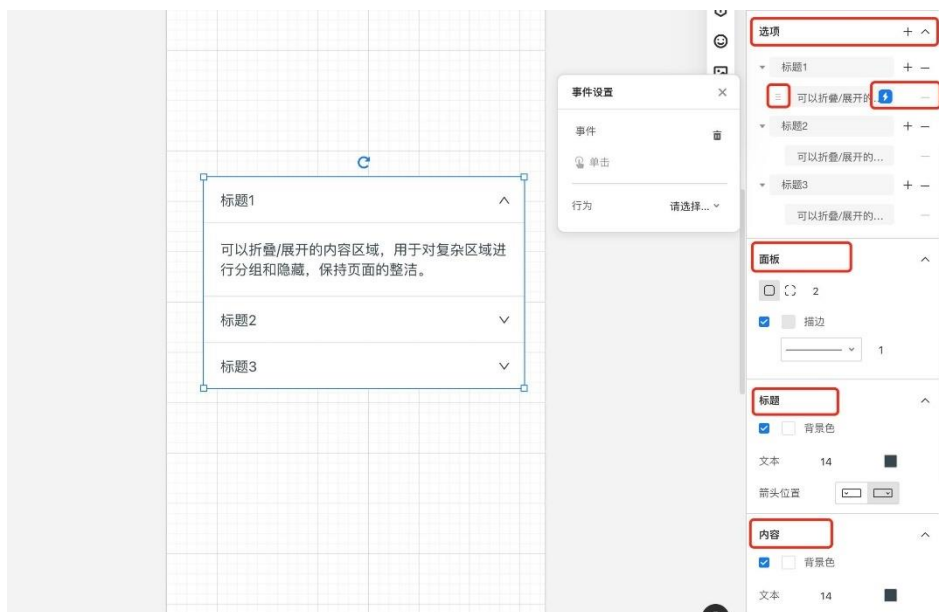 标题1
可以折叠/展开的内容区域，用于对复杂区域进
行分组和隐藏，保持页面的整洁。
标题2
标题3
事件设置
事件
单击
行为
请选择...
选项
标题1
可以折叠/展开的
标题2
可以折叠/展开的...
标题3
可以折叠/展开的...
面板
2
描边
1
标题
背景色
文本 14
箭头位置
内容
背景色
文本 14